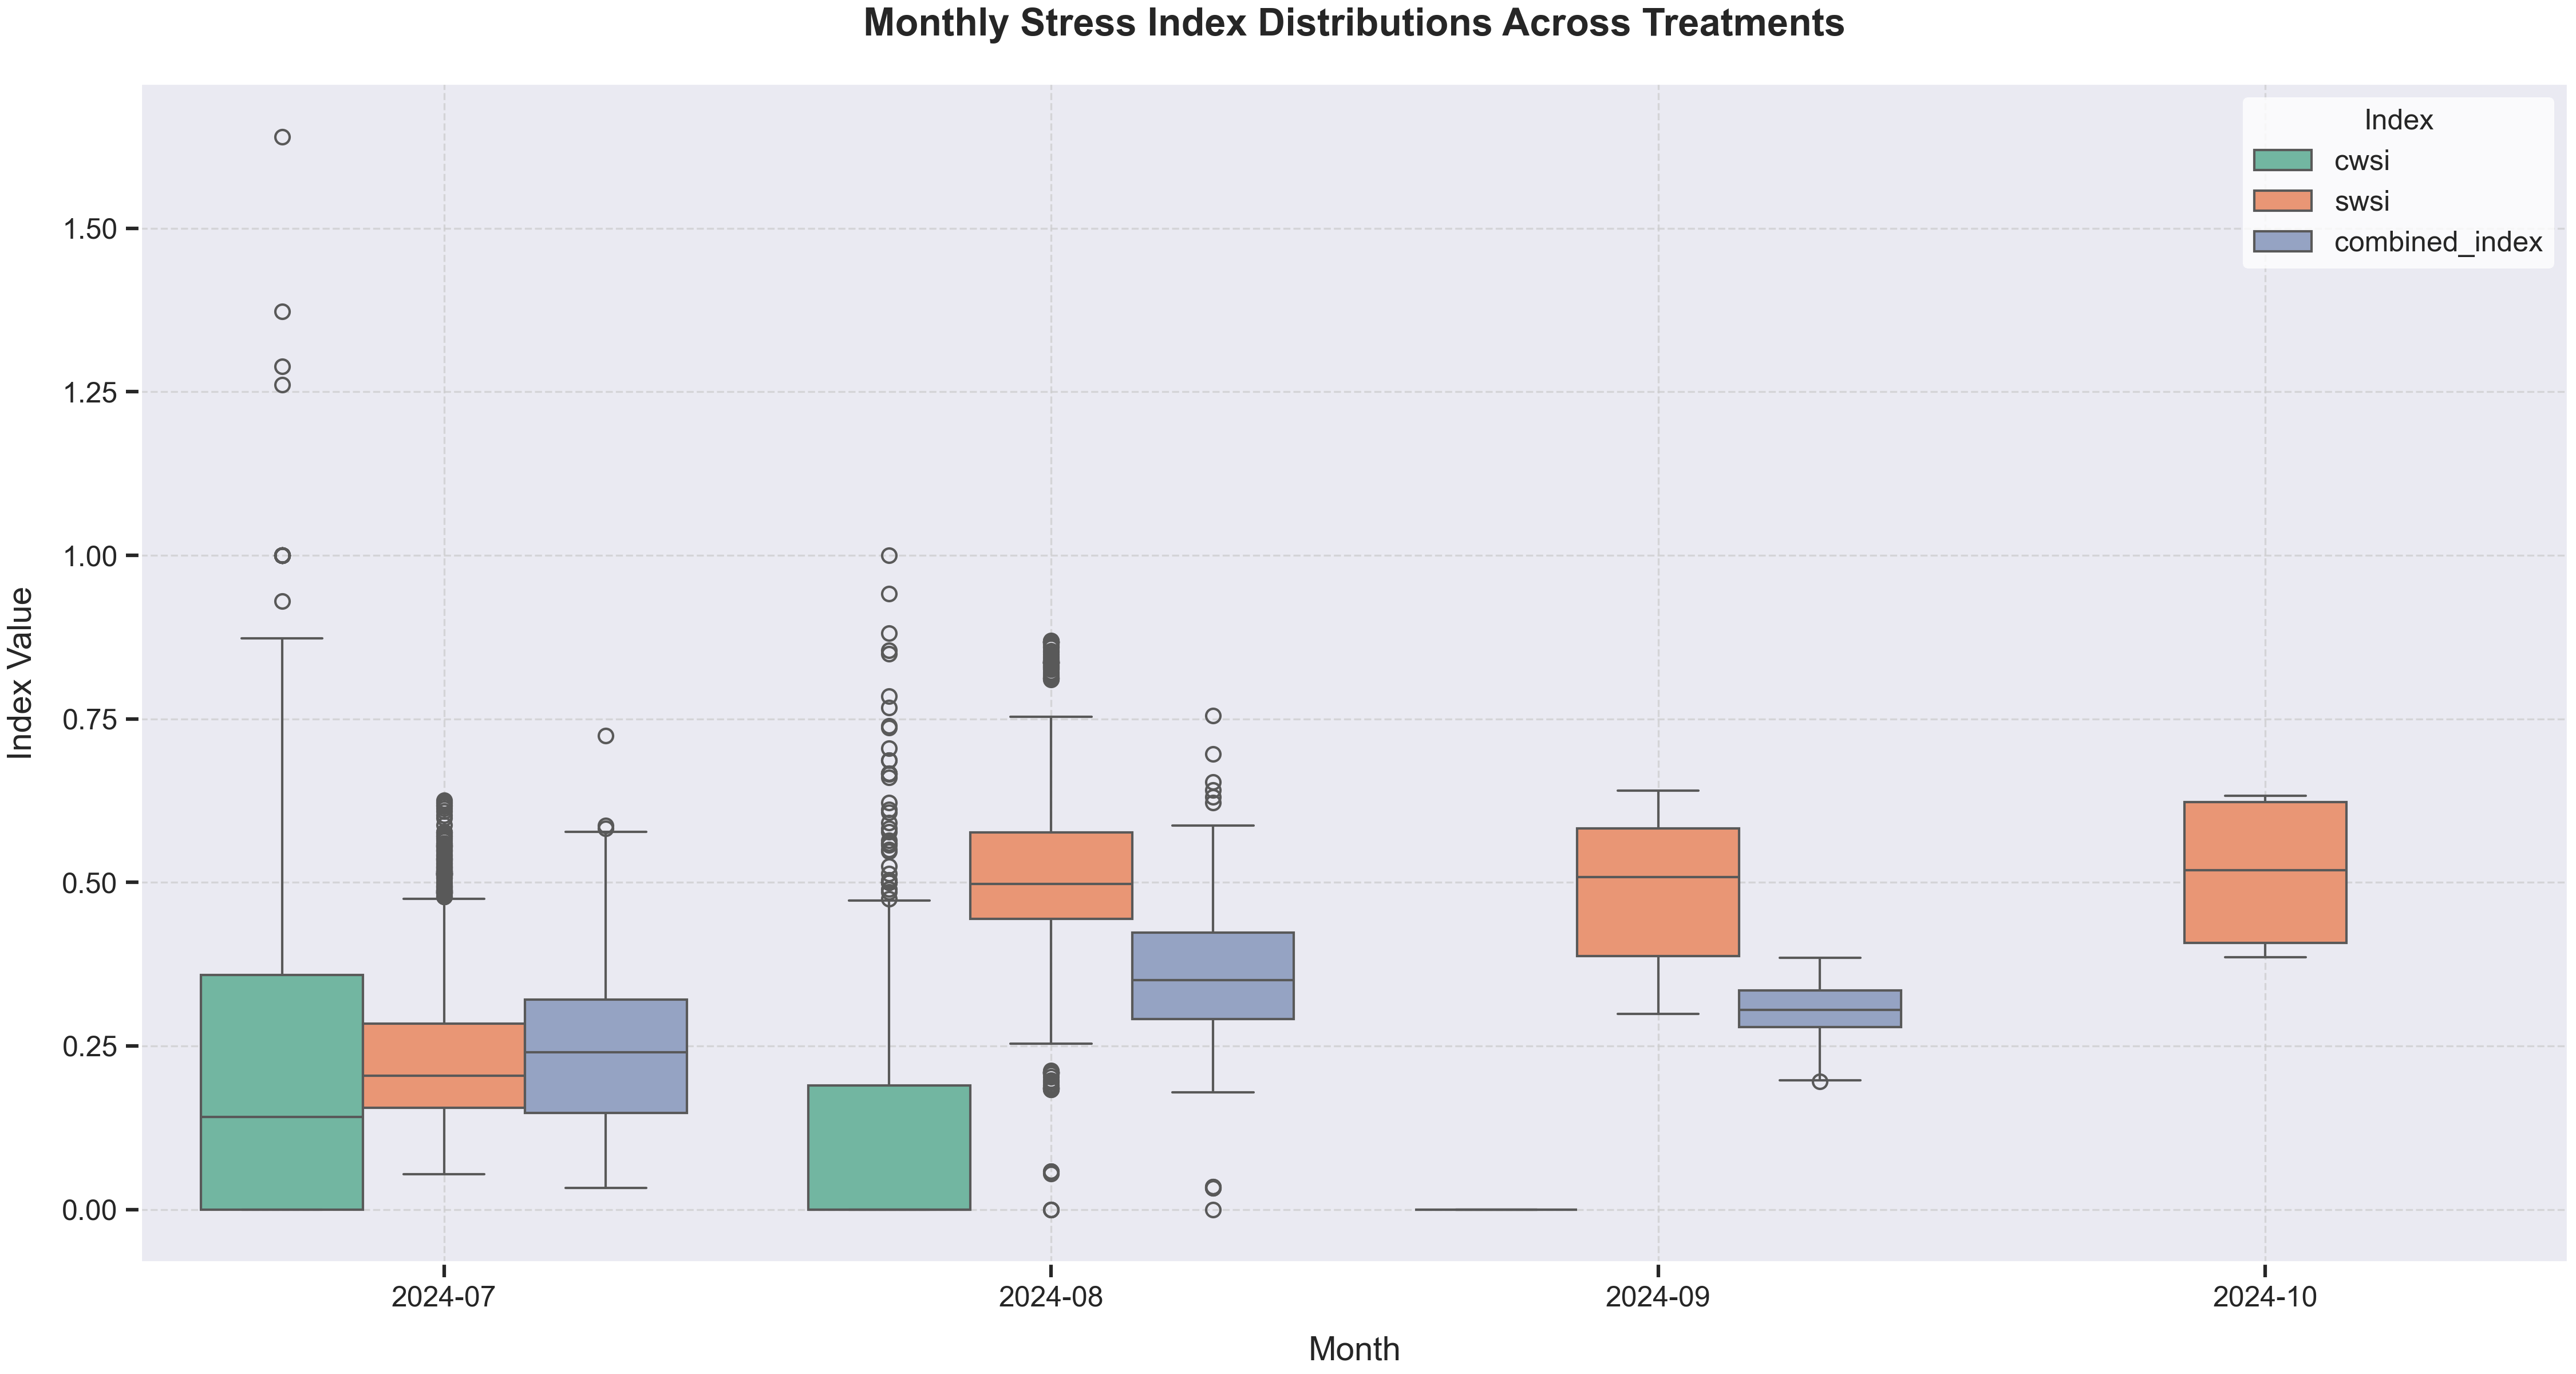 Monthly Stress Index Distributions Across Treatments
Index
cwsi
swsi
combined_index
Index Value
1.50
1.25
1.00
0.75
0.50
0.25
0.00
2024-07
2024-08
2024-09
2024-10
Month